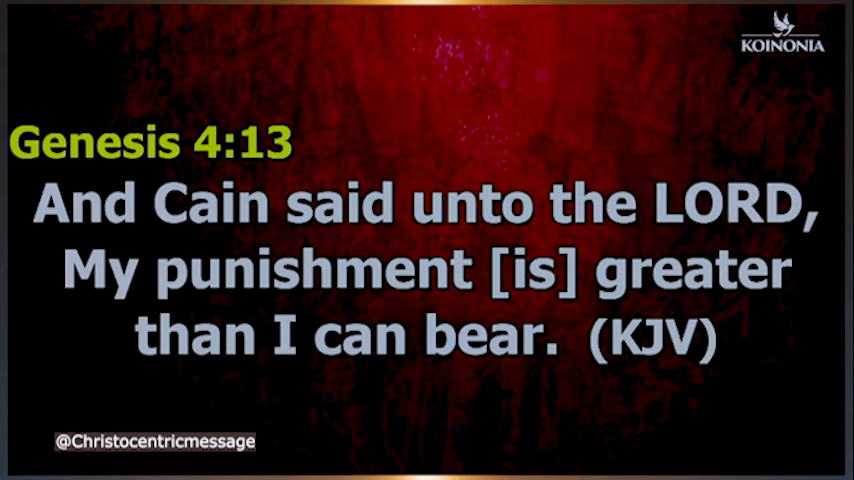 KOINONIA
Genesis 4:13
And Cain said unto the LORD,
My punishment [is] greater
than I can bear. (KJV)
@Christocentricmessage